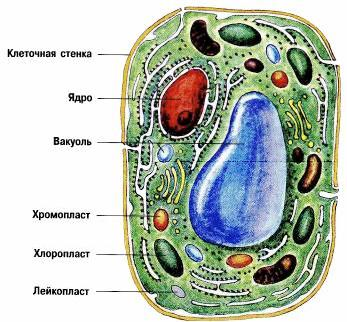 Клеточная стенка
Ядро
Вакуоль
Хромопласт
Хлоропласт
Лейкопласт